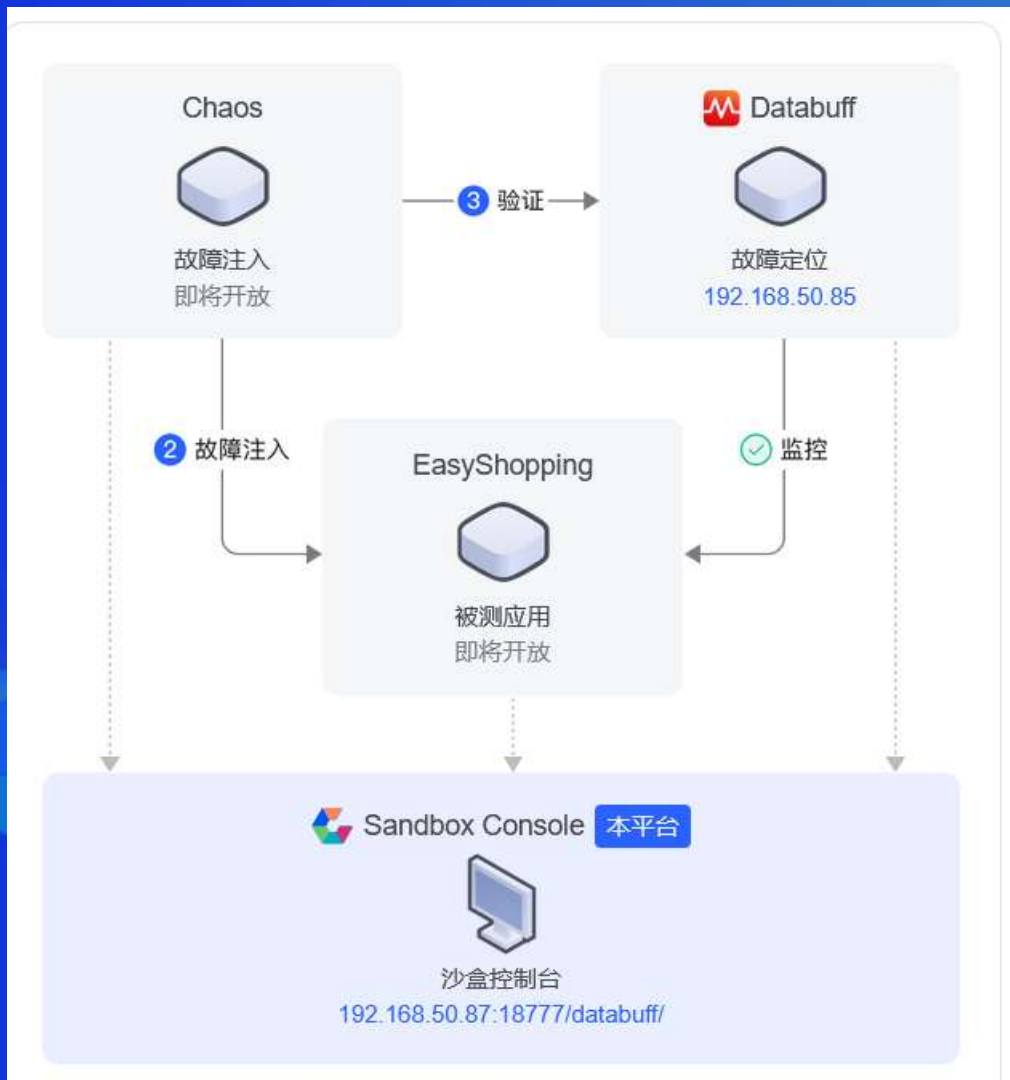 Chaos
故障注入
即将开放
3 验证
Databuff
故障定位
192.168.50.85
2 故障注入
监控
EasyShopping
被测应用
即将开放
Sandbox Console 本平台
沙盒控制台
192.168.50.87:18777/databuff/